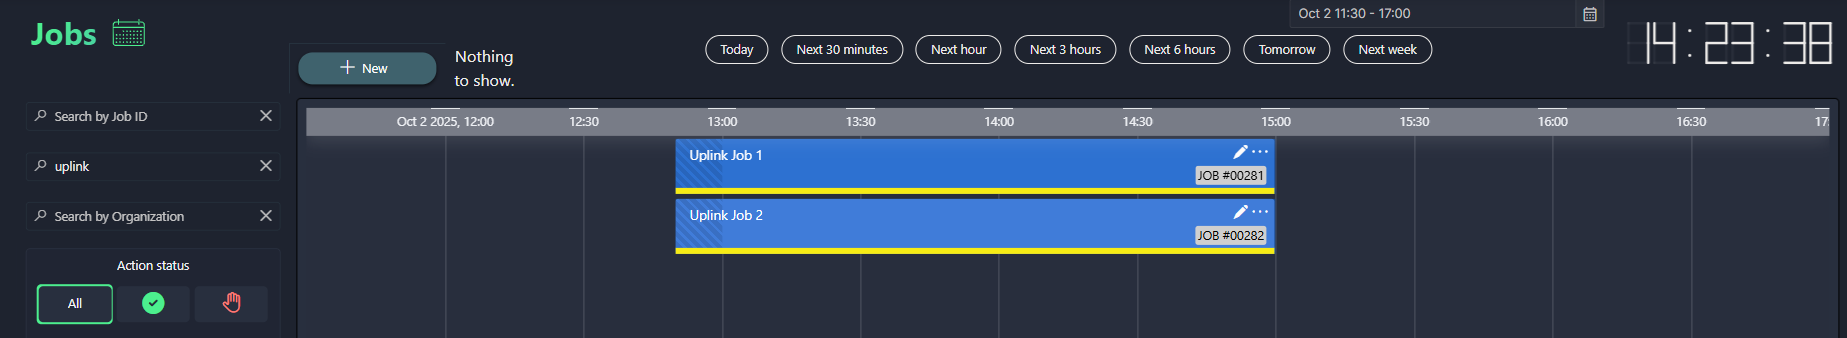 Jobs
Oct 2 11:30 - 17:00
14:23:38
New
Nothing
to show.
Today
Next 30 minutes
Next hour
Next 3 hours
Next 6 hours
Tomorrow
Next week
Search by Job ID
uplink
Search by Organization
Action status
All
Oct 2 2025, 12:00
12:30
13:00
13:30
14:00
14:30
15:00
15:30
16:00
16:30
17:
Uplink Job 1
JOB #00281
Uplink Job 2
JOB #00282